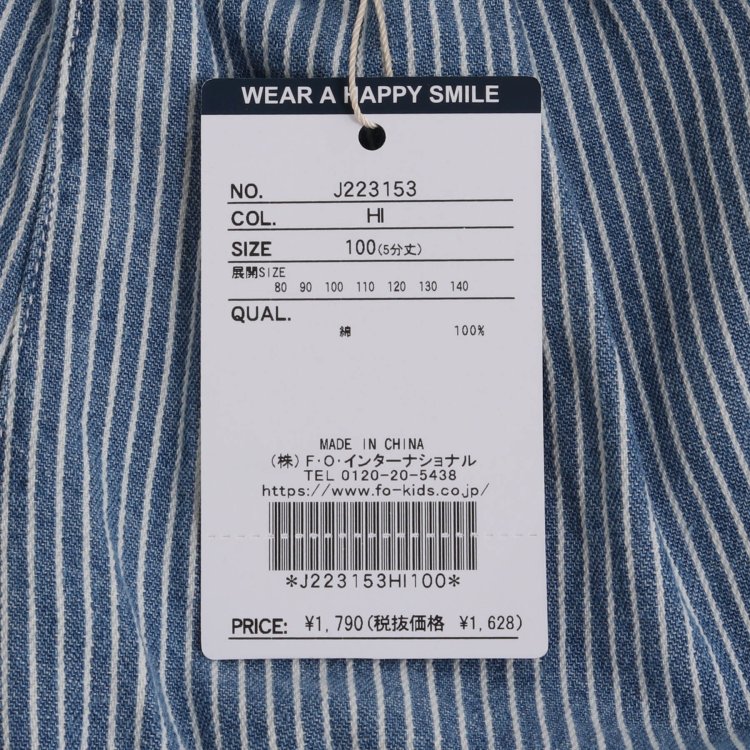 WEAR A HAPPY SMILE
NO. J223153
COL. HI
SIZE 100(5分丈)
展開SIZE
80 90 100 110 120 130 140
QUAL.
綿 100%
MADE IN CHINA
(株)F・O・インターナショナル
TEL 0120-20-5438
https://www.fo-kids.co.jp/
*J223153HI100*
PRICE: ¥1,790(税抜価格 ¥1,628)